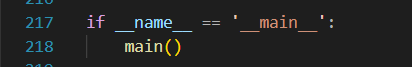 217 if __name__ == '__main__':
218 main()